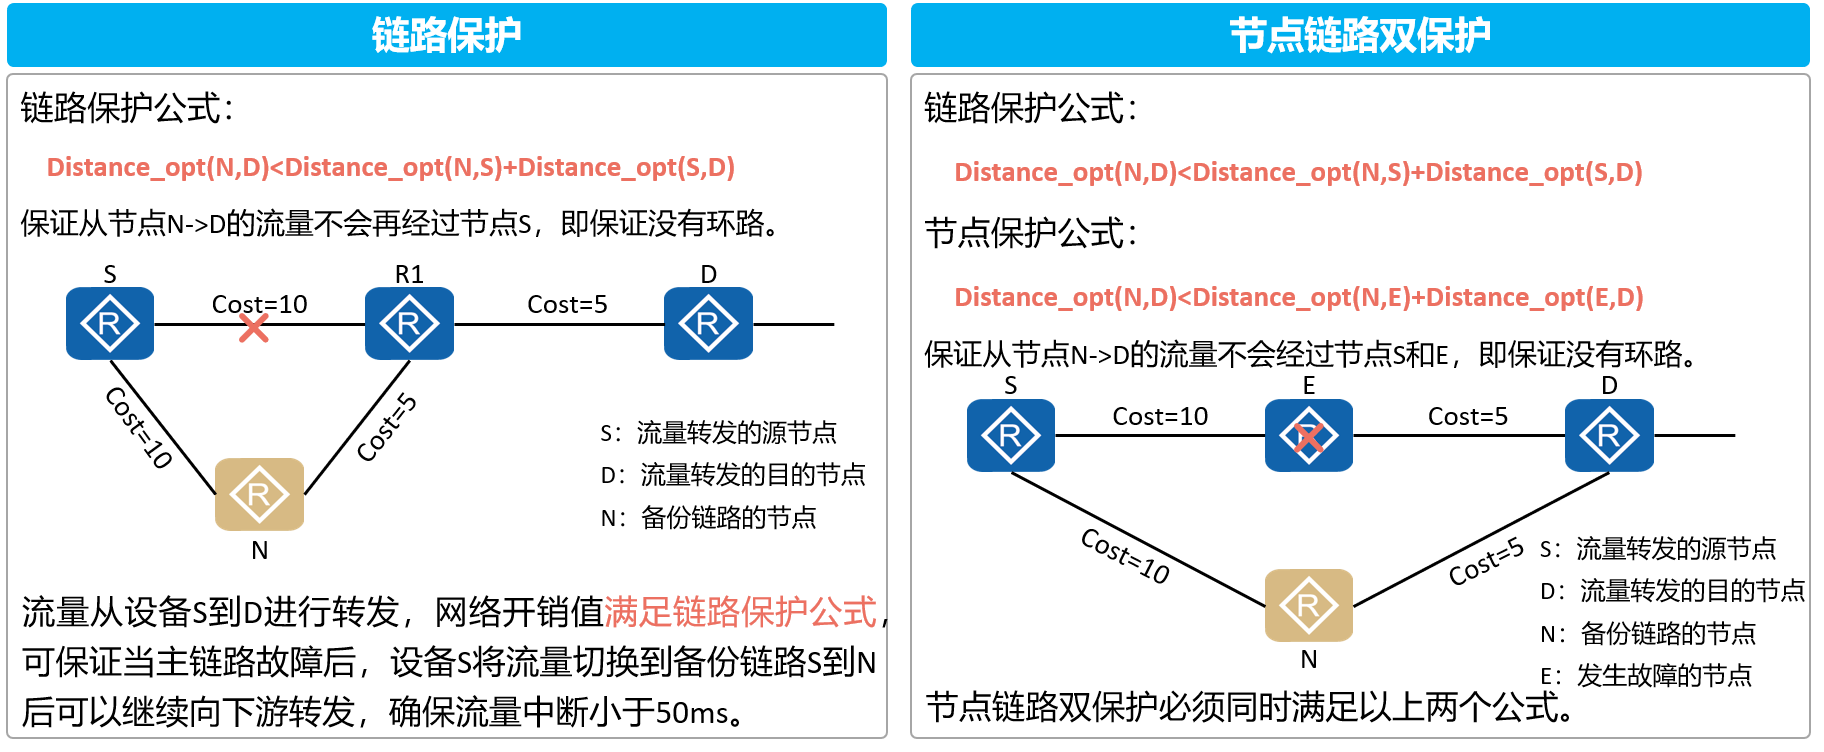 链路保护
链路保护公式：
Distance_opt(N,D)<Distance_opt(N,S)+Distance_opt(S,D)
保证从节点N->D的流量不会再经过节点S，即保证没有环路。
S
R1
D
Cost=10
Cost=5
R
R
R
Cost=10
Cost=5
R
N
S：流量转发的源节点
D：流量转发的目的节点
N：备份链路的节点
流量从设备S到D进行转发，网络开销值满足链路保护公式，
可保证当主链路故障后，设备S将流量切换到备份链路S到N
后可以继续向下游转发，确保流量中断小于50ms。
节点链路双保护
链路保护公式：
Distance_opt(N,D)<Distance_opt(N,S)+Distance_opt(S,D)
节点保护公式：
Distance_opt(N,D)<Distance_opt(N,E)+Distance_opt(E,D)
保证从节点N->D的流量不会经过节点S和E，即保证没有环路。
S
E
D
Cost=10
Cost=5
R
R
R
Cost=10
Cost=5
R
N
S：流量转发的源节点
D：流量转发的目的节点
N：备份链路的节点
E：发生故障的节点
节点链路双保护必须同时满足以上两个公式。